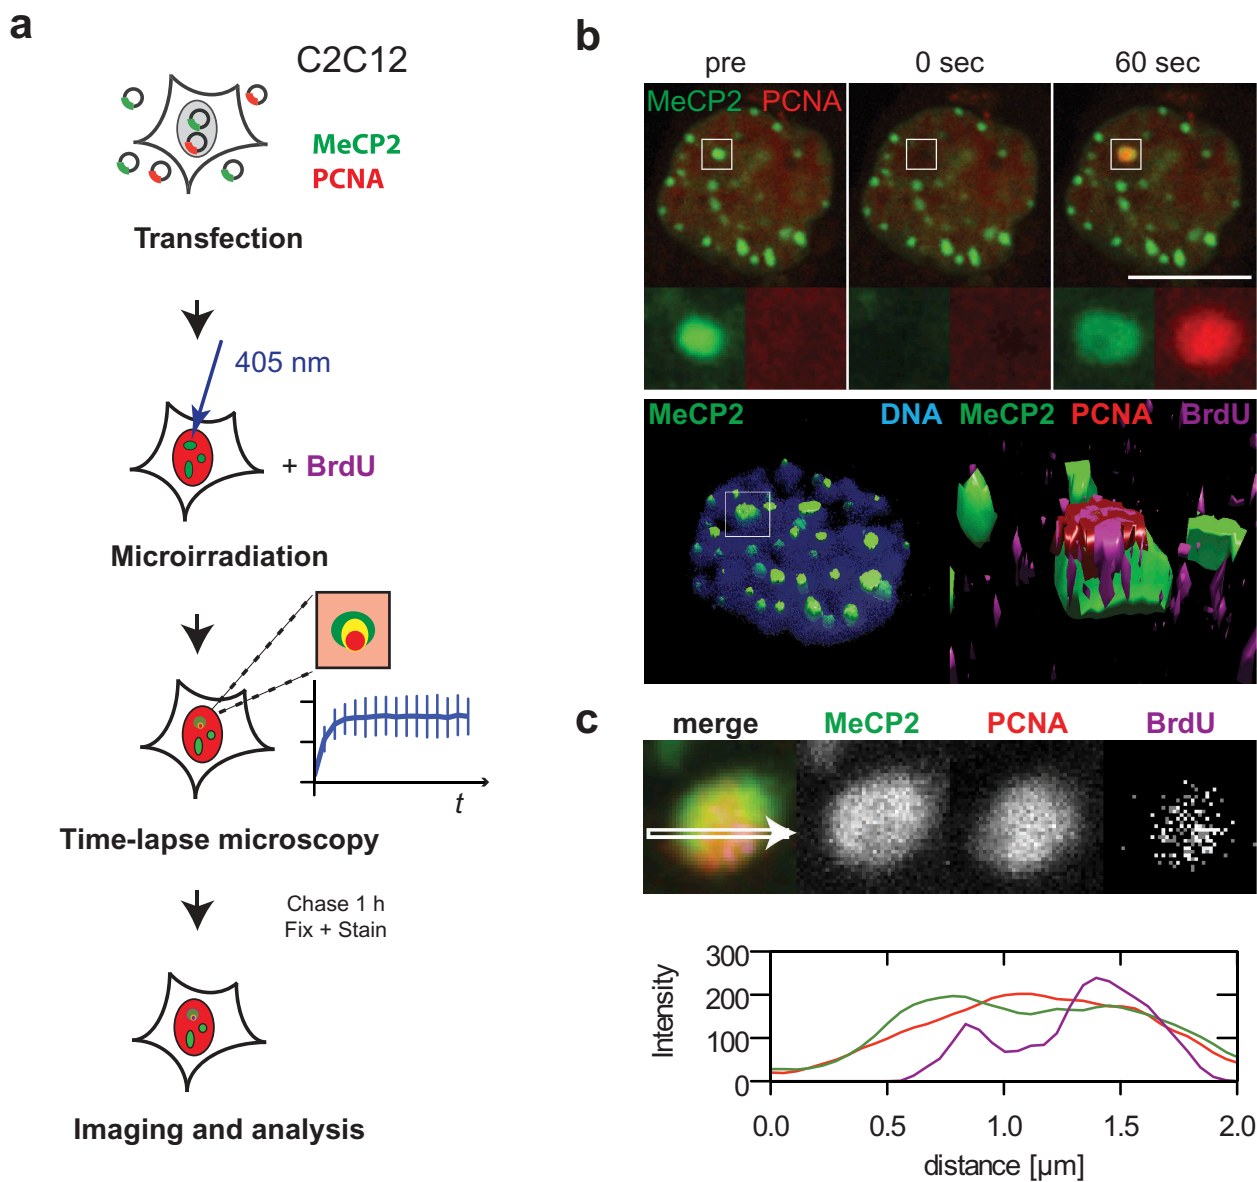 a
C2C12
MeCP2
PCNA
Transfection
405 nm
+ BrdU
Microirradiation
t
Time-lapse microscopy
Chase 1 h
Fix + Stain
Imaging and analysis
b
pre 0 sec 60 sec
MeCP2 PCNA
MeCP2 DNA MeCP2 PCNA BrdU
c
merge MeCP2 PCNA BrdU
300
200
100
0
Intensity
0.0 0.5 1.0 1.5 2.0
distance [µm]